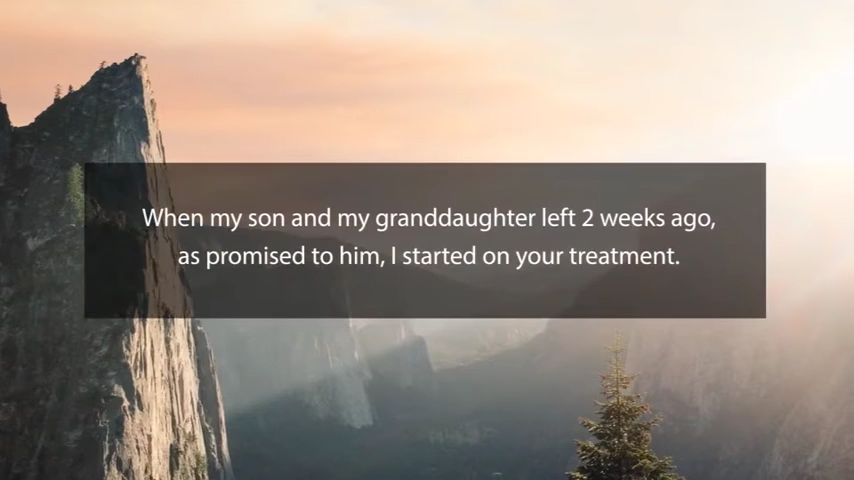 When my son and my granddaughter left 2 weeks ago,
as promised to him, I started on your treatment.